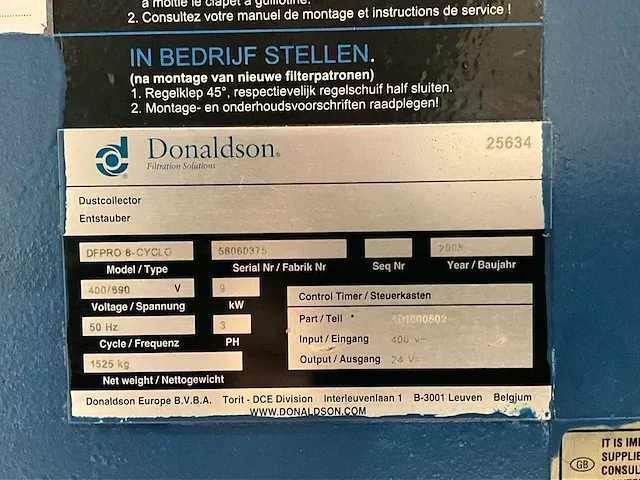 à moitié le clapet à guillotine.
2. Consultez votre manuel de montage et instructions de service !
IN BEDRIJF STELLEN.
(na montage van nieuwe filterpatronen)
1. Regelklep 45°, respectievelijk regelschuif half sluiten.
2. Montage- en onderhoudsvoorschriften raadplegen!
Donaldson®
Filtration Solutions
25634
Dustcollector
Entstauber
DFPRO 8-CYCLO
58060375
Model / Type
Serial Nr / Fabrik Nr
Seq Nr
Year / Baujahr
400/690 V
9
Voltage / Spannung
kW
Control Timer / Steuerkasten
50 Hz
3
Part / Teil *
Cycle / Frequenz
PH
Input / Eingang 400 V
1525 kg
Output / Ausgang 24 V
Net weight / Nettogewicht
Donaldson Europe B.V.B.A. Torit - DCE Division Interleuvenlaan 1 B-3001 Leuven Belgium
WWW.DONALDSON.COM
GB
IT IS